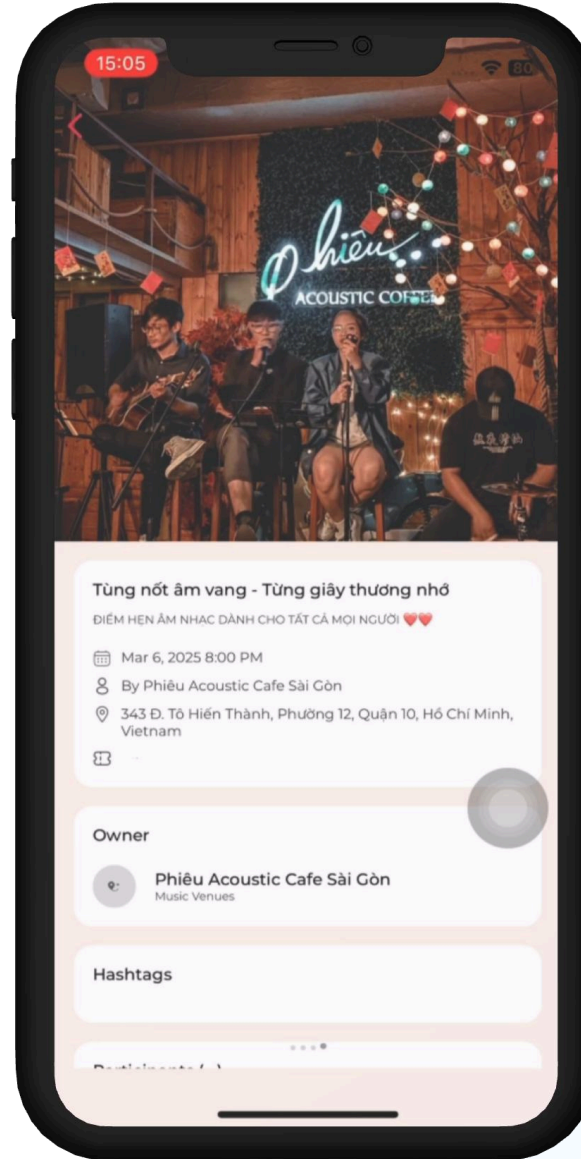 15:05
80
Phiêu
ACOUSTIC COFFEE
Tùng nốt âm vang - Từng giây thương nhớ
ĐIỂM HẸN ÂM NHẠC DÀNH CHO TẤT CẢ MỌI NGƯỜI ❤️❤️
Mar 6, 2025 8:00 PM
By Phiêu Acoustic Cafe Sài Gòn
343 Đ. Tô Hiến Thành, Phường 12, Quận 10, Hồ Chí Minh,
Vietnam
Owner
Phiêu Acoustic Cafe Sài Gòn
Music Venues
Hashtags